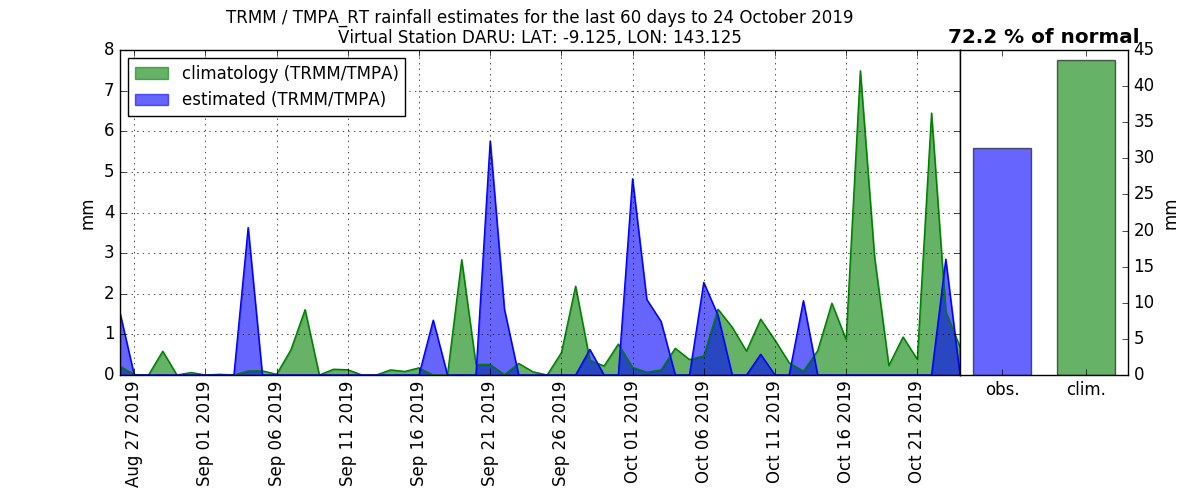 TRMM / TMPA_RT rainfall estimates for the last 60 days to 24 October 2019
Virtual Station DARU: LAT: -9.125, LON: 143.125
72.2 % of normal
climatology (TRMM/TMPA)
estimated (TRMM/TMPA)
8
7
6
5
4
3
2
1
0
mm
Aug 27 2019
Sep 01 2019
Sep 06 2019
Sep 11 2019
Sep 16 2019
Sep 21 2019
Sep 26 2019
Oct 01 2019
Oct 06 2019
Oct 11 2019
Oct 16 2019
Oct 21 2019
obs.
clim.
45
40
35
30
25
20
15
10
5
0
mm